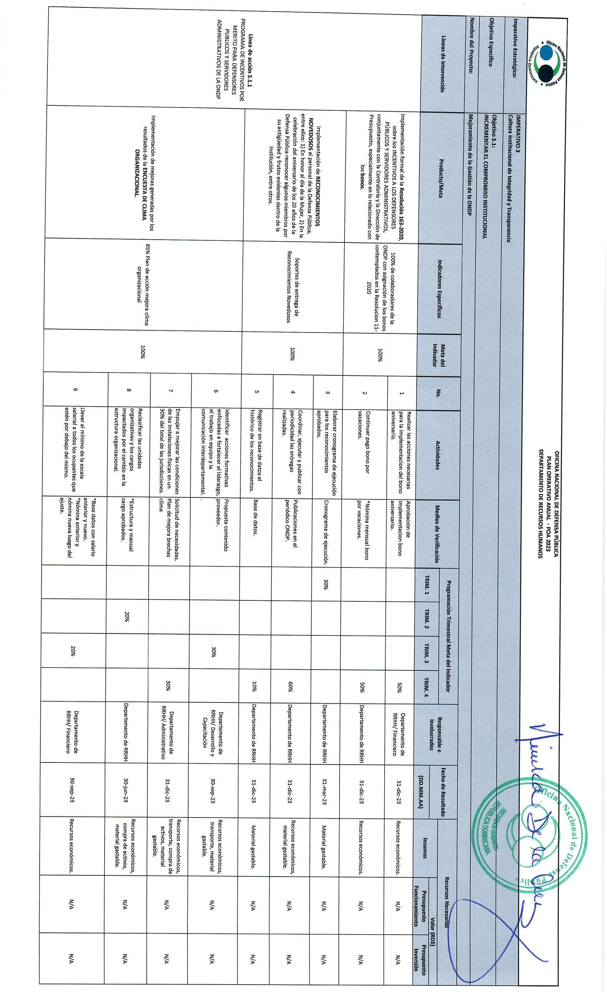 Oficina Nacional de Defensa Pública
República Dominicana
OFICINA NACIONAL DE DEFENSA PÚBLICA
PLAN OPERATIVO ANUAL - POA 2023
DEPARTAMENTO DE RECURSOS HUMANOS
Oficina Nacional de Defensa Pública
RECURSOS HUMANOS
REPUBLICA DOMINICANA
Imperativo Estratégico:
IMPERATIVO 3
Cultura Institucional de Integridad y Transparencia
Objetivo Específico
Objetivo 3.1:
INCREMENTAR EL COMPROMISO INSTITUCIONAL
Nombre del Proyecto:
Mejoramiento de la Gestión de la ONDP
Líneas de Intervención
Producto/Meta
Indicadores Específicos
Meta del
Indicador
No.
Actividades
Medios de Verificación
Programación Trimestral Meta del Indicador
TRIM. 1
TRIM. 2
TRIM. 3
TRIM. 4
Responsable e
Involucrados
Fecha de Resultado
(DD.MM.AA)
Recursos Necesarios
Insumos
Valor (RD$)
Presupuesto
Funcionamiento
Presupuesto
Inversión
Línea de acción 3.1.1
PROGRAMA DE INCENTIVOS POR
MERITO PARA DEFENSORES
PUBLICOS Y SERVIDORES
ADMINISTRATIVOS DE LA ONDP
Implementación formal de la Resolución 163-2020,
sobre los INCENTIVOS A LOS DEFENSORES
PÚBLICOS Y SERVIDORES ADMINISTRATIVOS,
conjuntamente con la Contraloría y la Dirección de
Presupuesto, especialmente en lo relacionado con
los bonos.
100% de colaboradores de la
ONDP con asignación de los bonos
contemplados en la Resolucion 11-
2020
100%
1
Realizar las acciones necesarias
para la implementacion del bono
aniversario.
Aprobación de
implementacion bono
aniversario.
50%
Departamento de
RRHH/ Financiero
31-dic-23
Recursos económicos.
N/A
N/A
2
Continuar pago bono por
vacaciones.
*Nómina mensual bono
por vacaciones.
50%
Departamento de RRHH
31-dic-23
Recursos económicos.
N/A
N/A
Implementación de RECONOCIMIENTOS
NOVEDOSOS al personal de la Defensa Pública,
entre ellos: 1) En honor al día de la Mujer, 2) En la
celebración del aniversario de los 20 años de la
Defensa Pública reconocer algunos miembros por
su antigüedad y frutos evidentes dentro de la
Institución, entre otros.
Soportes de entrega de
Reconocimientos Novedosos
100%
3
Elaborar cronograma de ejecución
para los reconocimientos
aprobados.
Cronograma de ejecución.
30%
Departamento de RRHH
31-mar-23
Material gastable.
N/A
N/A
4
Coordinar, ejecutar y publicar con
periodicidad las entregas
realizadas.
Publicaciones en el
periódico ONDP.
60%
Departamento de RRHH
31-dic-23
Recursos económicos,
material gastable.
N/A
N/A
5
Registrar en base de datos el
histórico de los reconocimientos.
Base de datos.
10%
Departamento de RRHH
31-dic-23
Material gastable.
N/A
N/A
Implementación de mejoras generadas por los
resultados de la ENCUESTA DE CLIMA
ORGANIZACIONAL.
85% Plan de acción mejora clima
organizacional
100%
6
Identificar acciones formativas
enfocadas a fortalecer el liderazgo,
el trabajo en equipo y la
comunicación interdepartamental. .
Propuesta contenido
proveedor.
30%
Departamento de
RRHH/ Desarrollo y
Capacitación
30-sep-23
Recursos económicos,
transporte, material
gastable.
N/A
N/A
7
Empujar a mejorar las condiciones
de las instalaciones físicas en un
30% del total de las jurisdicciones.
Solicitud de necesidades.
Plan de mejora brechas
clima
30%
Departamento de
RRHH/ Administrativo
31-dic-23
Recursos económicos,
transporte, compra de
activos, material
gastable.
N/A
N/A
8
Reclasificar las unidades
organizativas y los cargos
impactados por el cambio en la
estructura organizacional.
*Estructura y manual
cargo aprobados.
20%
Departamento de RRHH
30-jun-23
Recursos económicos,
compra de activos,
material gastable.
N/A
N/A
9
Llevar al mínimo de la escala
salarial a todos los ocupantes que
estén por debajo del mismo.
*Base datos con salario
anterior y nuevo.
*Nómina anterior y
nómina nueva luego del
ajuste.
20%
Departamento de
RRHH/ Financiero
30-sep-23
Recursos económicos.
N/A
N/A